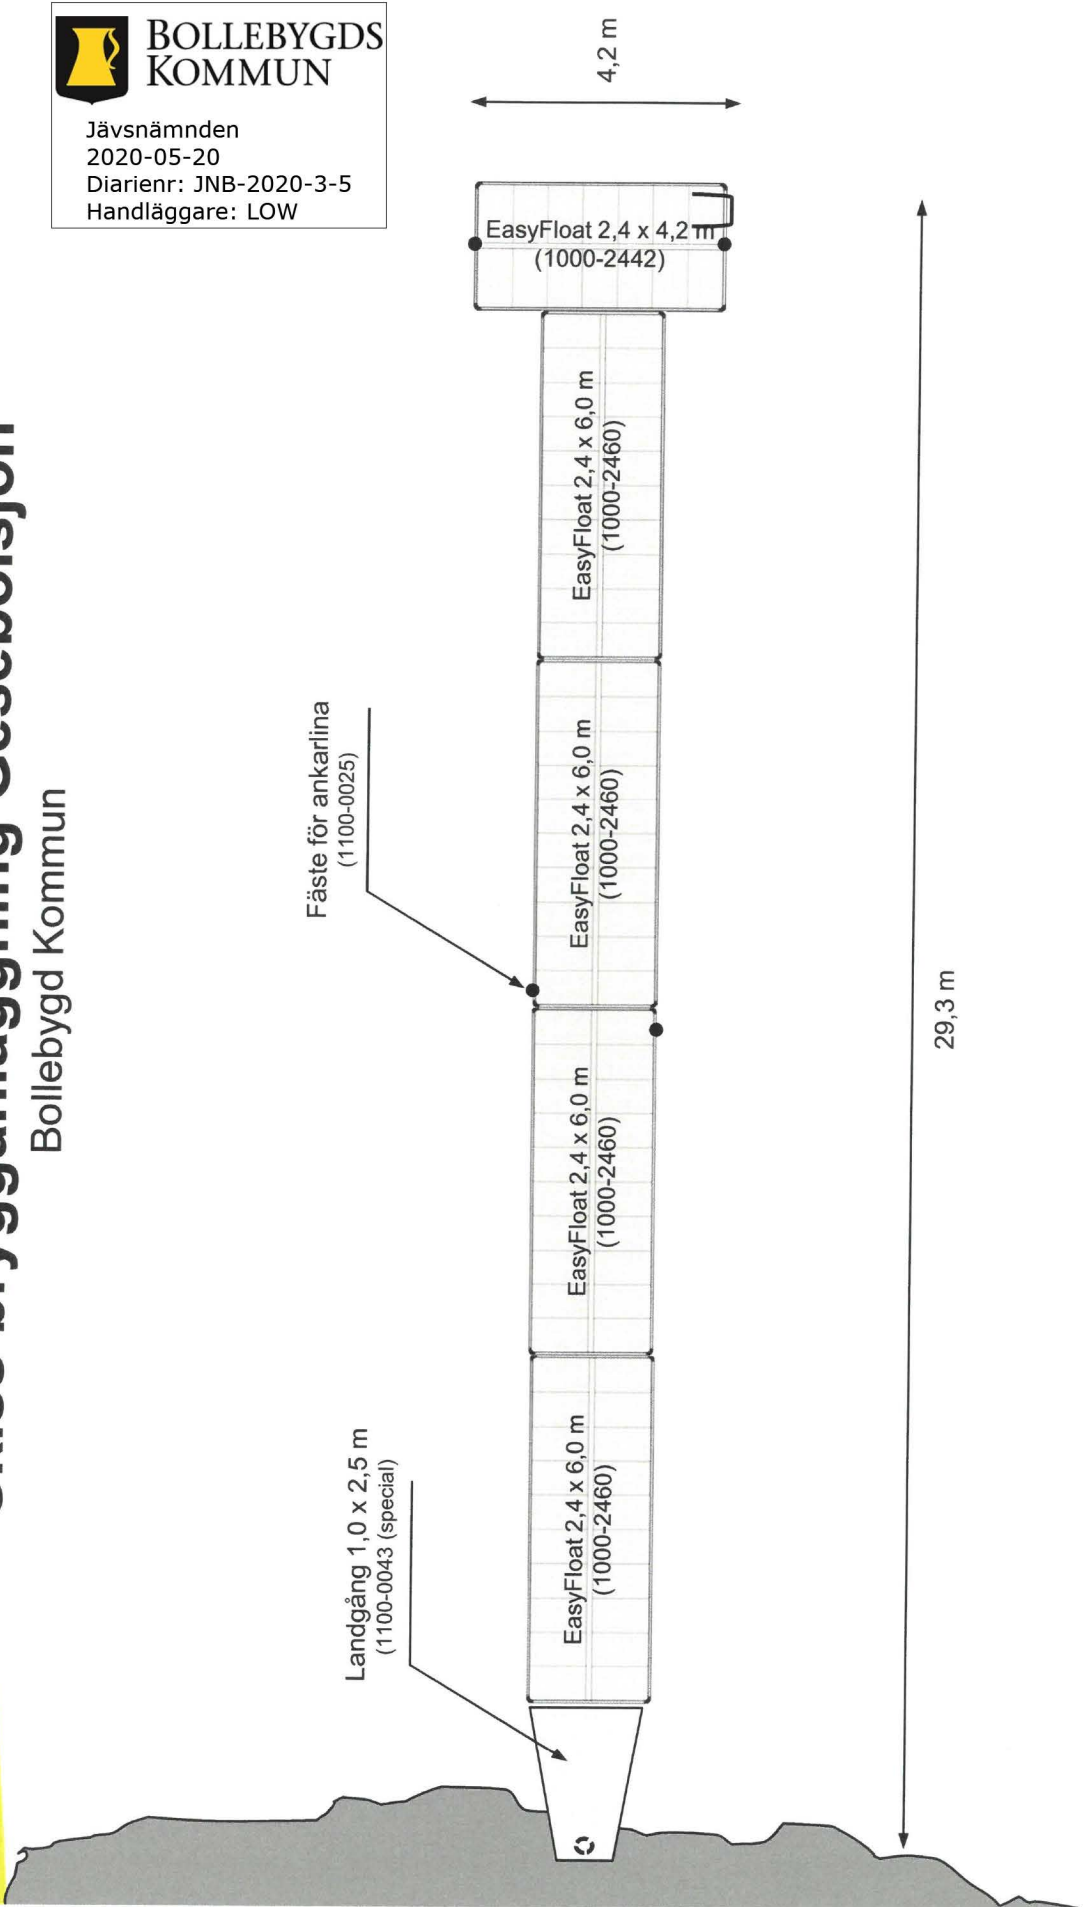 BOLLEBYGDS
KOMMUN
Jävsnämnden
2020-05-20
Diarienr: JNB-2020-3-5
Handläggare: LOW
Bollebygd Kommun
4,2 m
EasyFloat 2,4 x 4,2 m
(1000-2442)
EasyFloat 2,4 x 6,0 m
(1000-2460)
EasyFloat 2,4 x 6,0 m
(1000-2460)
Fäste för ankarlina
(1100-0025)
EasyFloat 2,4 x 6,0 m
(1000-2460)
EasyFloat 2,4 x 6,0 m
(1000-2460)
Landgång 1,0 x 2,5 m
(1100-0043 (special)
29,3 m